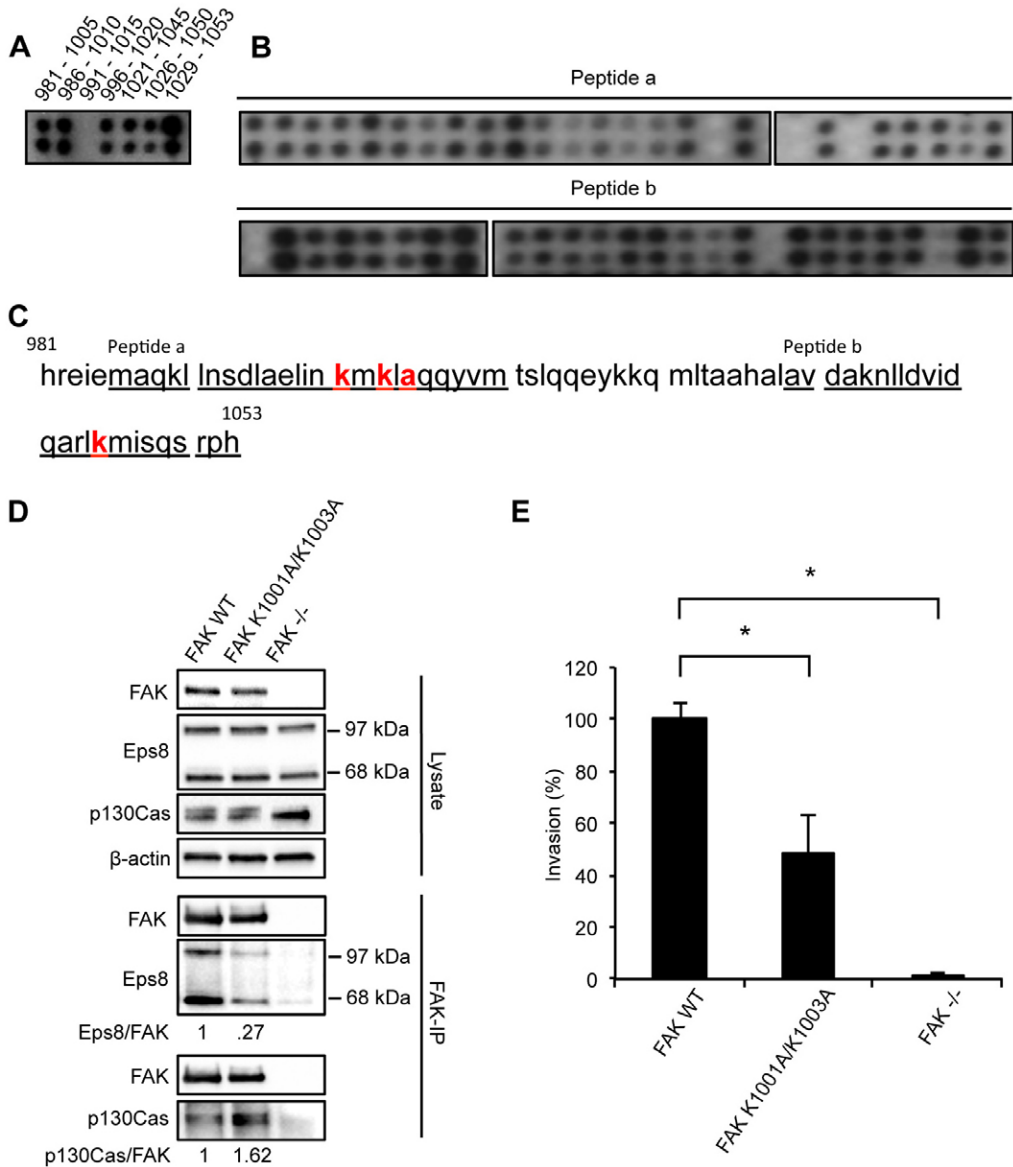 A
981 - 1005
986 - 1010
991 - 1015
996 - 1020
1021 - 1045
1026 - 1050
1029 - 1053
B
Peptide a
Peptide b
C
981
Peptide a
Peptide b
hreiemaqkl lnsdlaelin kmklaqqyvm tslqqeykkq mltaahalav daknlldvid
1053
qarlkmisqs rph
D
FAK WT
FAK K1001A/K1003A
FAK -/-
FAK
Eps8
97 kDa
68 kDa
p130Cas
β-actin
Lysate
FAK
Eps8
97 kDa
68 kDa
Eps8/FAK 1 .27
FAK
p130Cas
p130Cas/FAK 1 1.62
FAK-IP
E
*
*
120
100
80
60
40
20
0
Invasion (%)
FAK WT
FAK K1001A/K1003A
FAK -/-